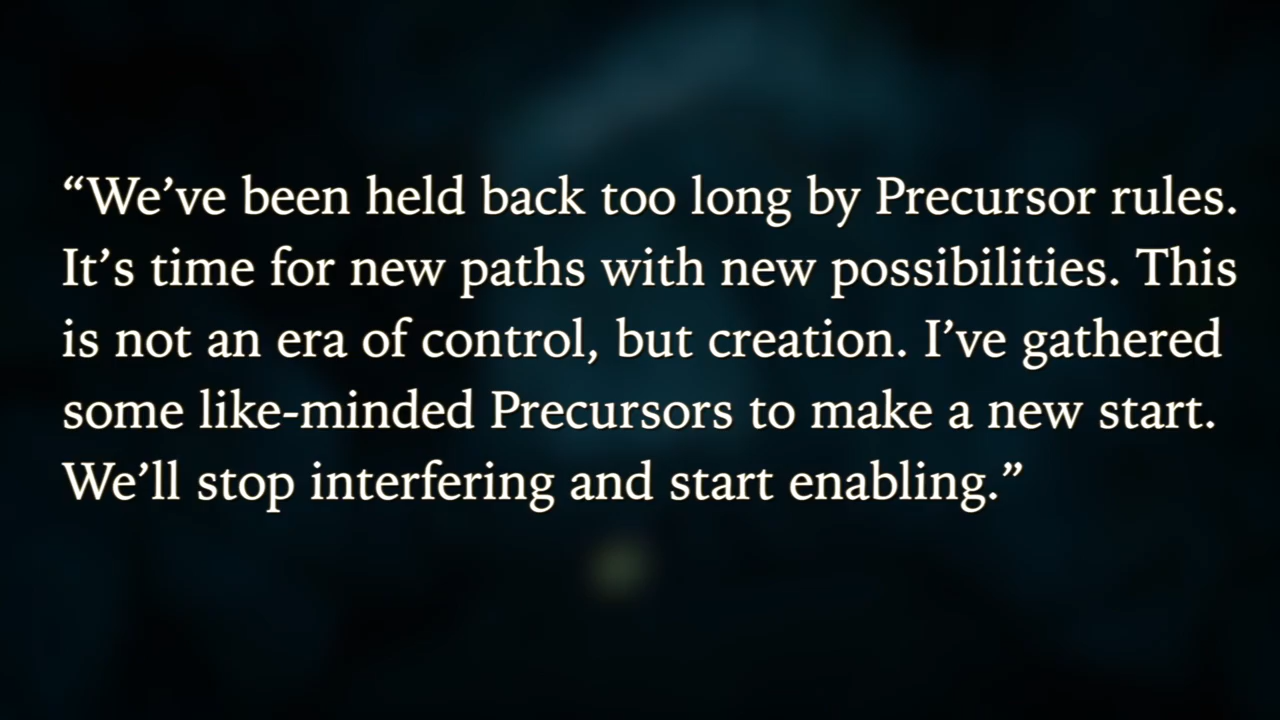 “We’ve been held back too long by Precursor rules.
It’s time for new paths with new possibilities. This
is not an era of control, but creation. I’ve gathered
some like-minded Precursors to make a new start.
We’ll stop interfering and start enabling.”